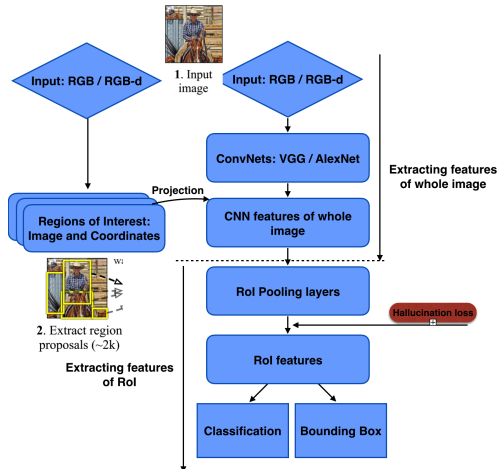 Input: RGB / RGB-d
1. Input
image
Input: RGB / RGB-d
ConvNets: VGG / AlexNet
Extracting features
of whole image
Projection
Regions of Interest:
Image and Coordinates
CNN features of whole
image
2. Extract region
proposals (~2k)
RoI Pooling layers
Hallucination loss
Extracting features
of RoI
RoI features
Classification
Bounding Box